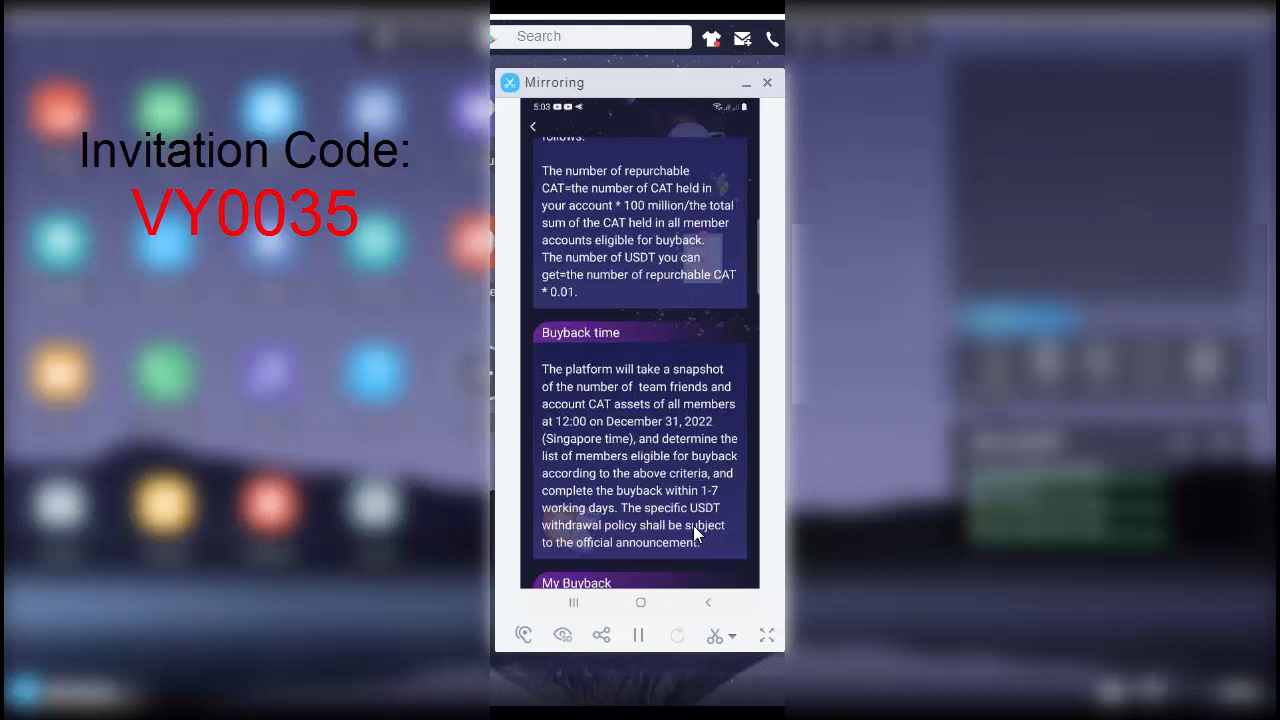 Search
Mirroring
Invitation Code:
VY0035
5:03
follows:
The number of repurchable
CAT=the number of CAT held in
your account * 100 million/the total
sum of the CAT held in all member
accounts eligible for buyback.
The number of USDT you can
get=the number of repurchable CAT
* 0.01.
Buyback time
The platform will take a snapshot
of the number of team friends and
account CAT assets of all members
at 12:00 on December 31, 2022
(Singapore time), and determine the
list of members eligible for buyback
according to the above criteria, and
complete the buyback within 1-7
working days. The specific USDT
withdrawal policy shall be subject
to the official announcement.
My Buyback
SD